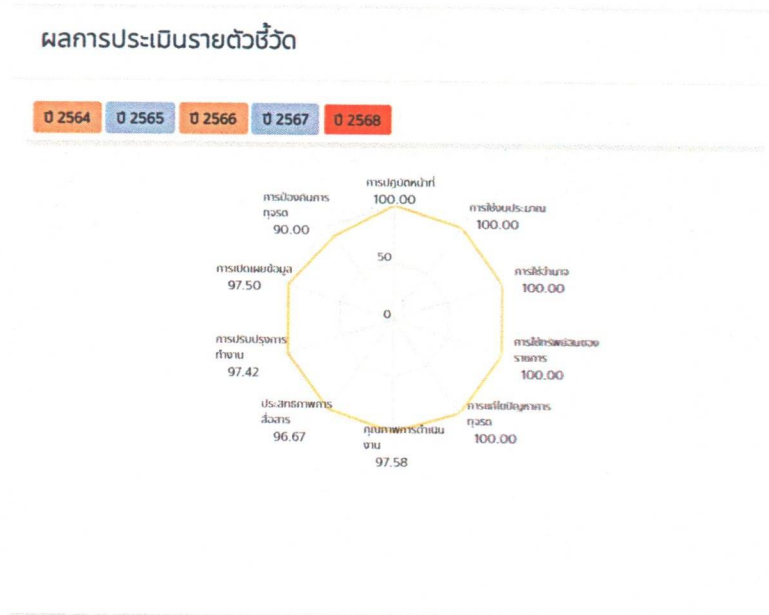 ผลการประเมินรายตัวชี้วัด
ปี 2564 ปี 2565 ปี 2566 ปี 2567 ปี 2568
การปฏิบัติหน้าที่
100.00
การใช้งบประมาณ
100.00
การใช้อำนาจ
100.00
การใช้ทรัพย์สินของ
ราชการ
100.00
การแก้ไขปัญหาการ
ทุจริต
100.00
คุณภาพการดำเนิน
งาน
97.58
ประสิทธิภาพการ
สื่อสาร
96.67
การปรับปรุงการ
ทำงาน
97.42
การเปิดเผยข้อมูล
97.50
การป้องกันการ
ทุจริต
90.00
50
0